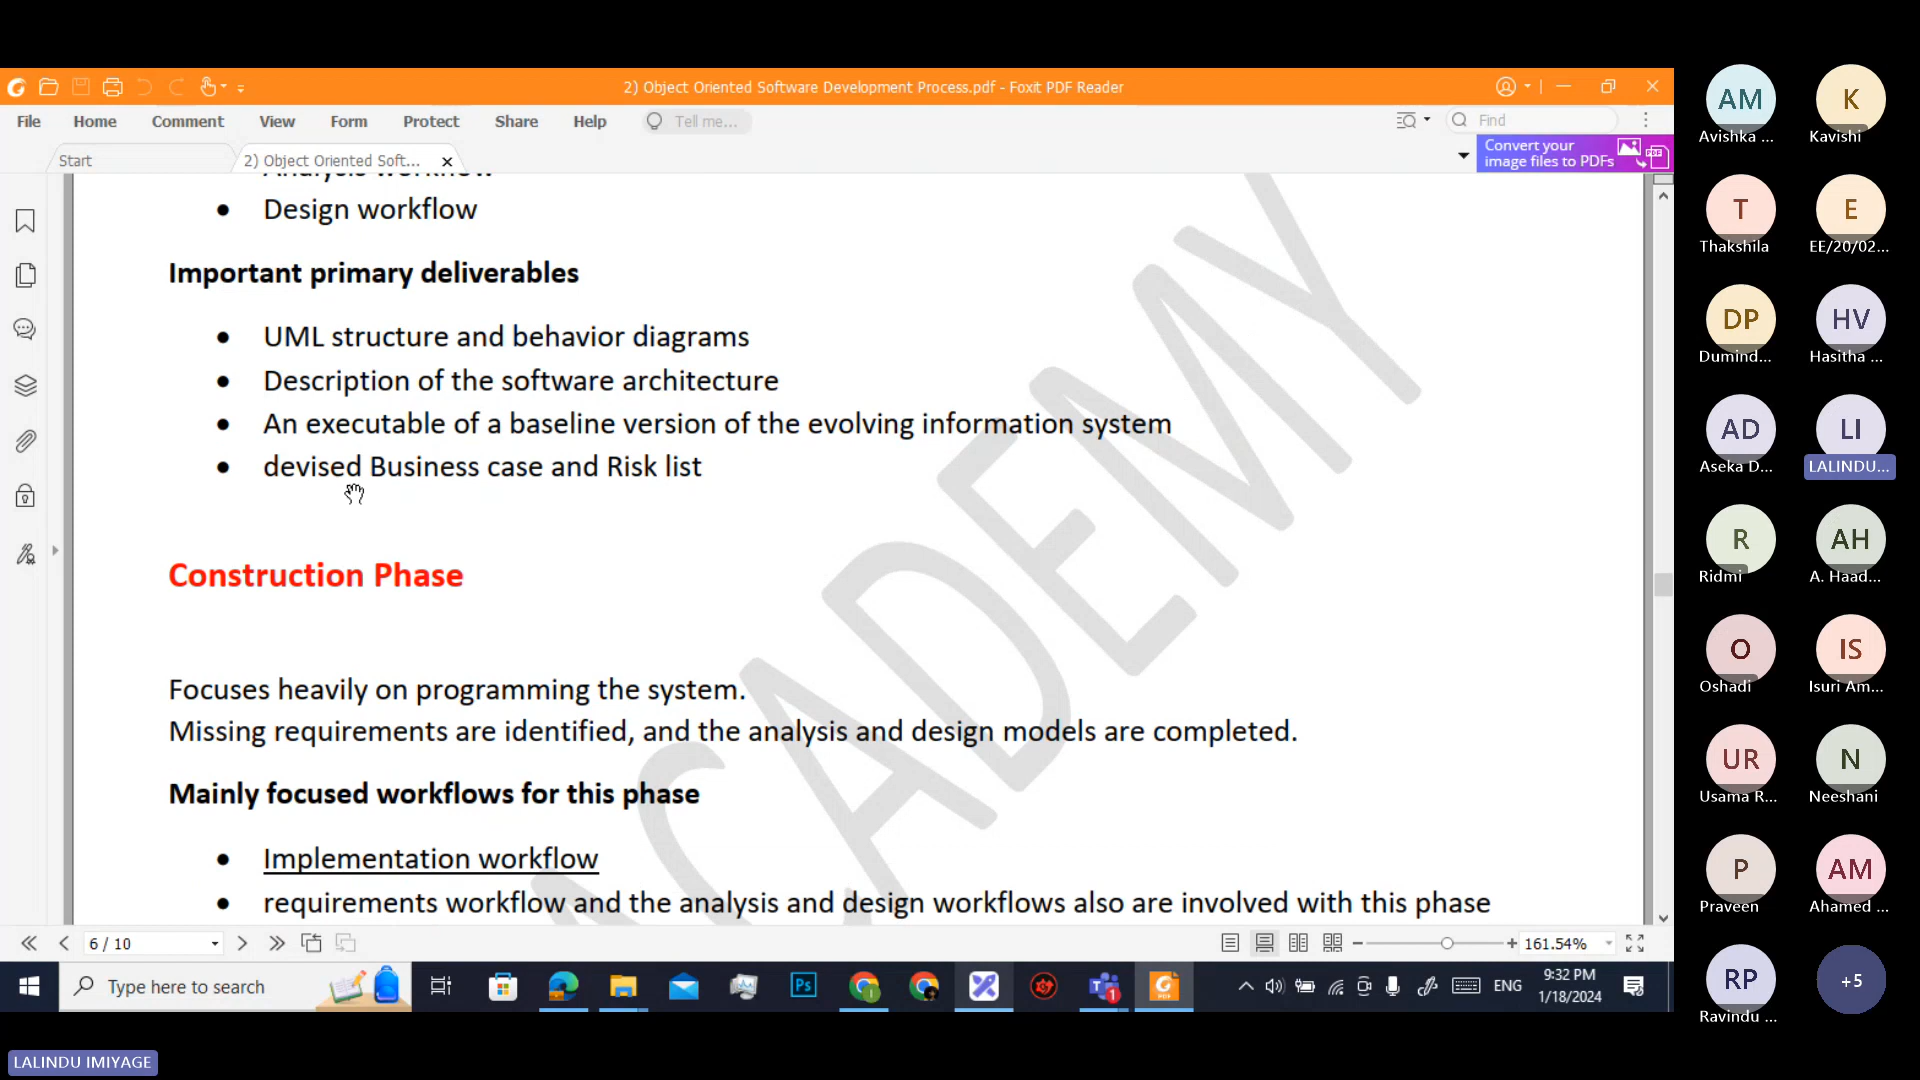 2) Object Oriented Software Development Process.pdf - Foxit PDF Reader
File Home Comment View Form Protect Share Help Tell me... Find
Start 2) Object Oriented Soft...
Convert your
image files to PDFs
PDF
Analysis workflow
• Design workflow
Important primary deliverables
• UML structure and behavior diagrams
• Description of the software architecture
• An executable of a baseline version of the evolving information system
• devised Business case and Risk list
Construction Phase
Focuses heavily on programming the system.
Missing requirements are identified, and the analysis and design models are completed.
Mainly focused workflows for this phase
• Implementation workflow
• requirements workflow and the analysis and design workflows also are involved with this phase
ACADEMY
6 / 10 161.54%
Type here to search Ps 1 ENG
9:32 PM
1/18/2024
LALINDU IMIYAGE
AM K
Avishka ... Kavishi
T E
Thakshila EE/20/02...
DP HV
Dumind... Hasitha ...
AD LI
Aseka D... LALINDU...
R AH
Ridmi A. Haad...
O IS
Oshadi Isuri Am...
UR N
Usama R... Neeshani
P AM
Praveen Ahamed ...
RP +5
Ravindu ...